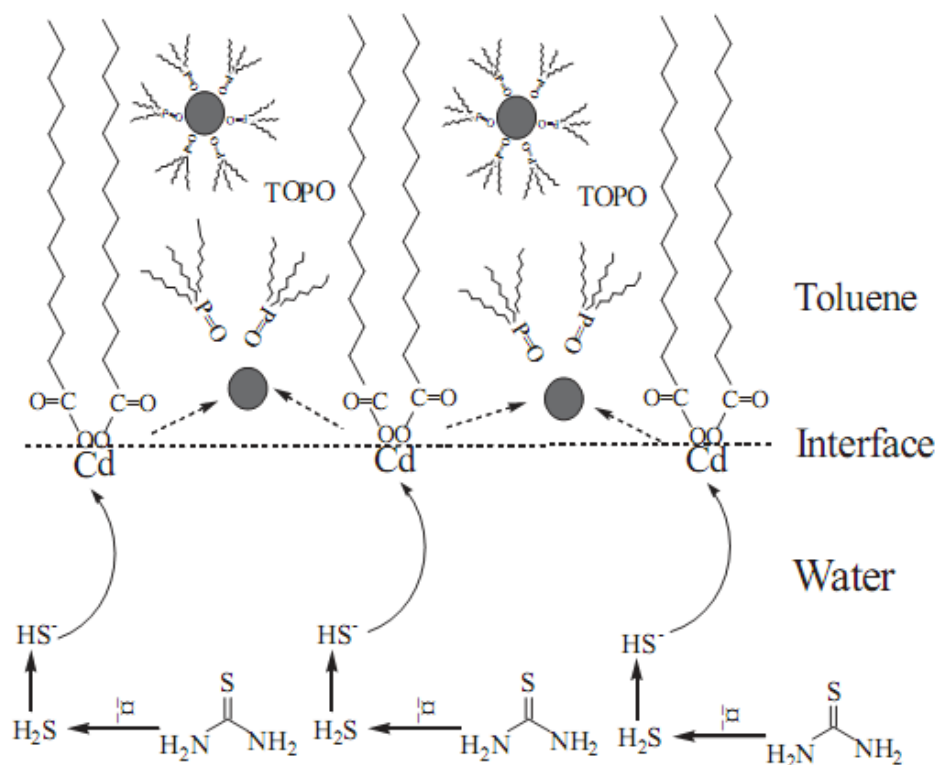 TOPO
TOPO
P=O
O=P
P=O
O=P
Toluene
O=C
C=O
O=C
C=O
O=C
C=O
OO
OO
OO
Interface
Cd
Cd
Cd
Water
HS⁻
HS⁻
HS⁻
S
S
S
¦¤
¦¤
¦¤
H₂S
H₂N
NH₂
H₂S
H₂N
NH₂
H₂S
H₂N
NH₂